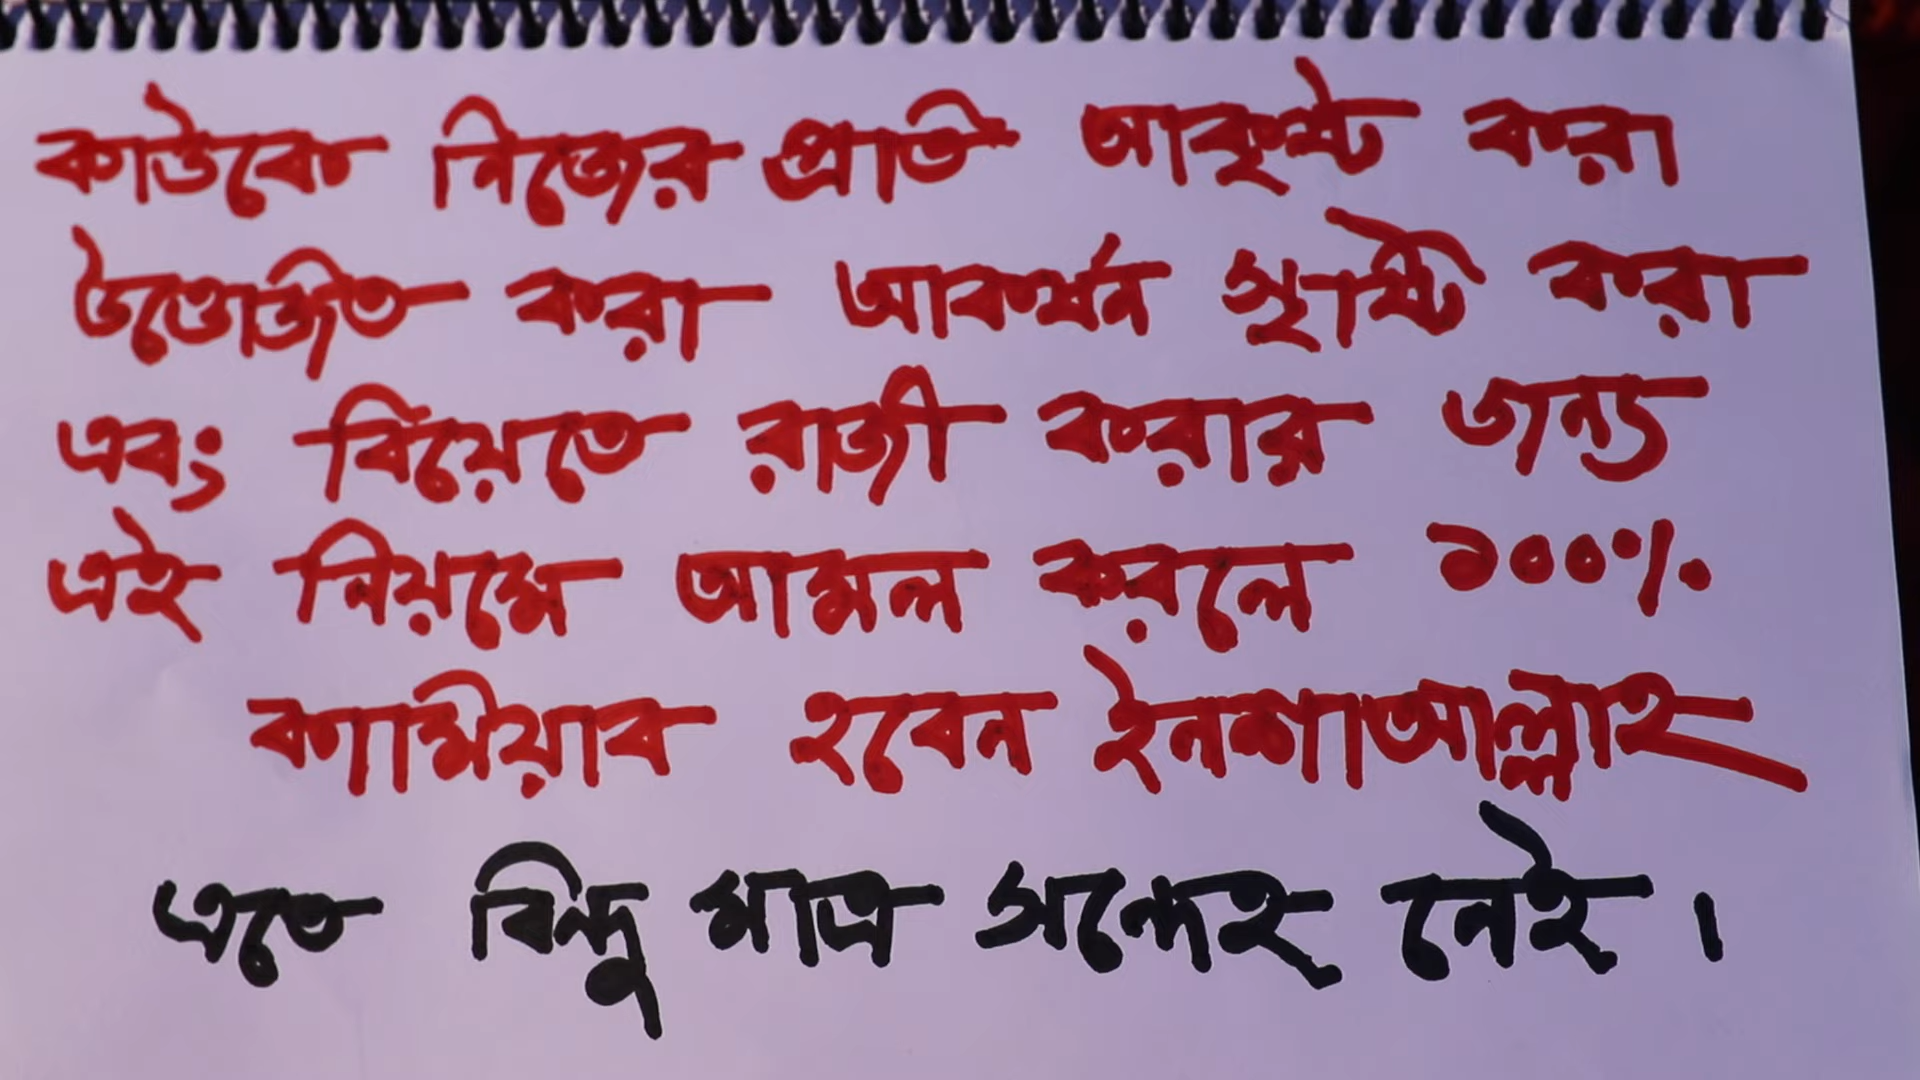 কাউকে নিজের প্রতি আকৃষ্ট করা
উত্তেজিত করা আকর্ষন সৃষ্টি করা
এবং বিয়েতে রাজী করার জন্য
এই নিয়মে আমল করলে ১০০%
কামিয়াব হবেন ইনশাআল্লাহ
এতে বিন্দু মাত্র সন্দেহ নেই।